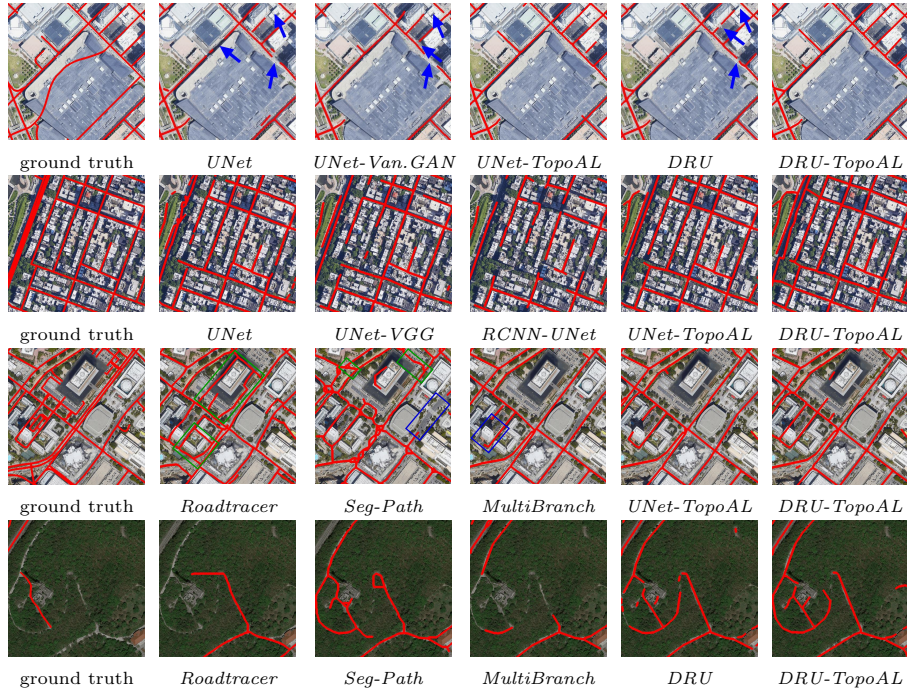 ground truth UNet UNet-Van.GAN UNet-TopoAL DRU DRU-TopoAL
ground truth UNet UNet-VGG RCNN-UNet UNet-TopoAL DRU-TopoAL
ground truth Roadtracer Seg-Path MultiBranch UNet-TopoAL DRU-TopoAL
ground truth Roadtracer Seg-Path MultiBranch DRU DRU-TopoAL